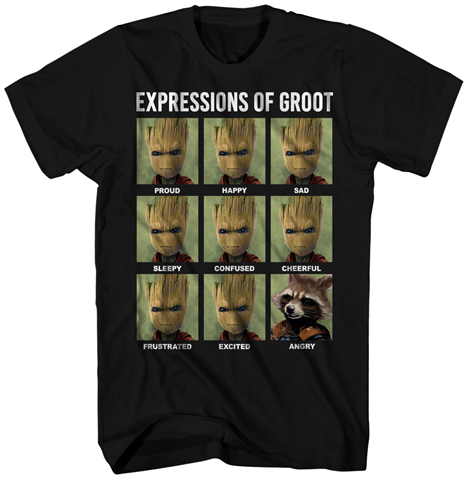 EXPRESSIONS OF GROOT
PROUD HAPPY SAD
SLEEPY CONFUSED CHEERFUL
FRUSTRATED EXCITED ANGRY